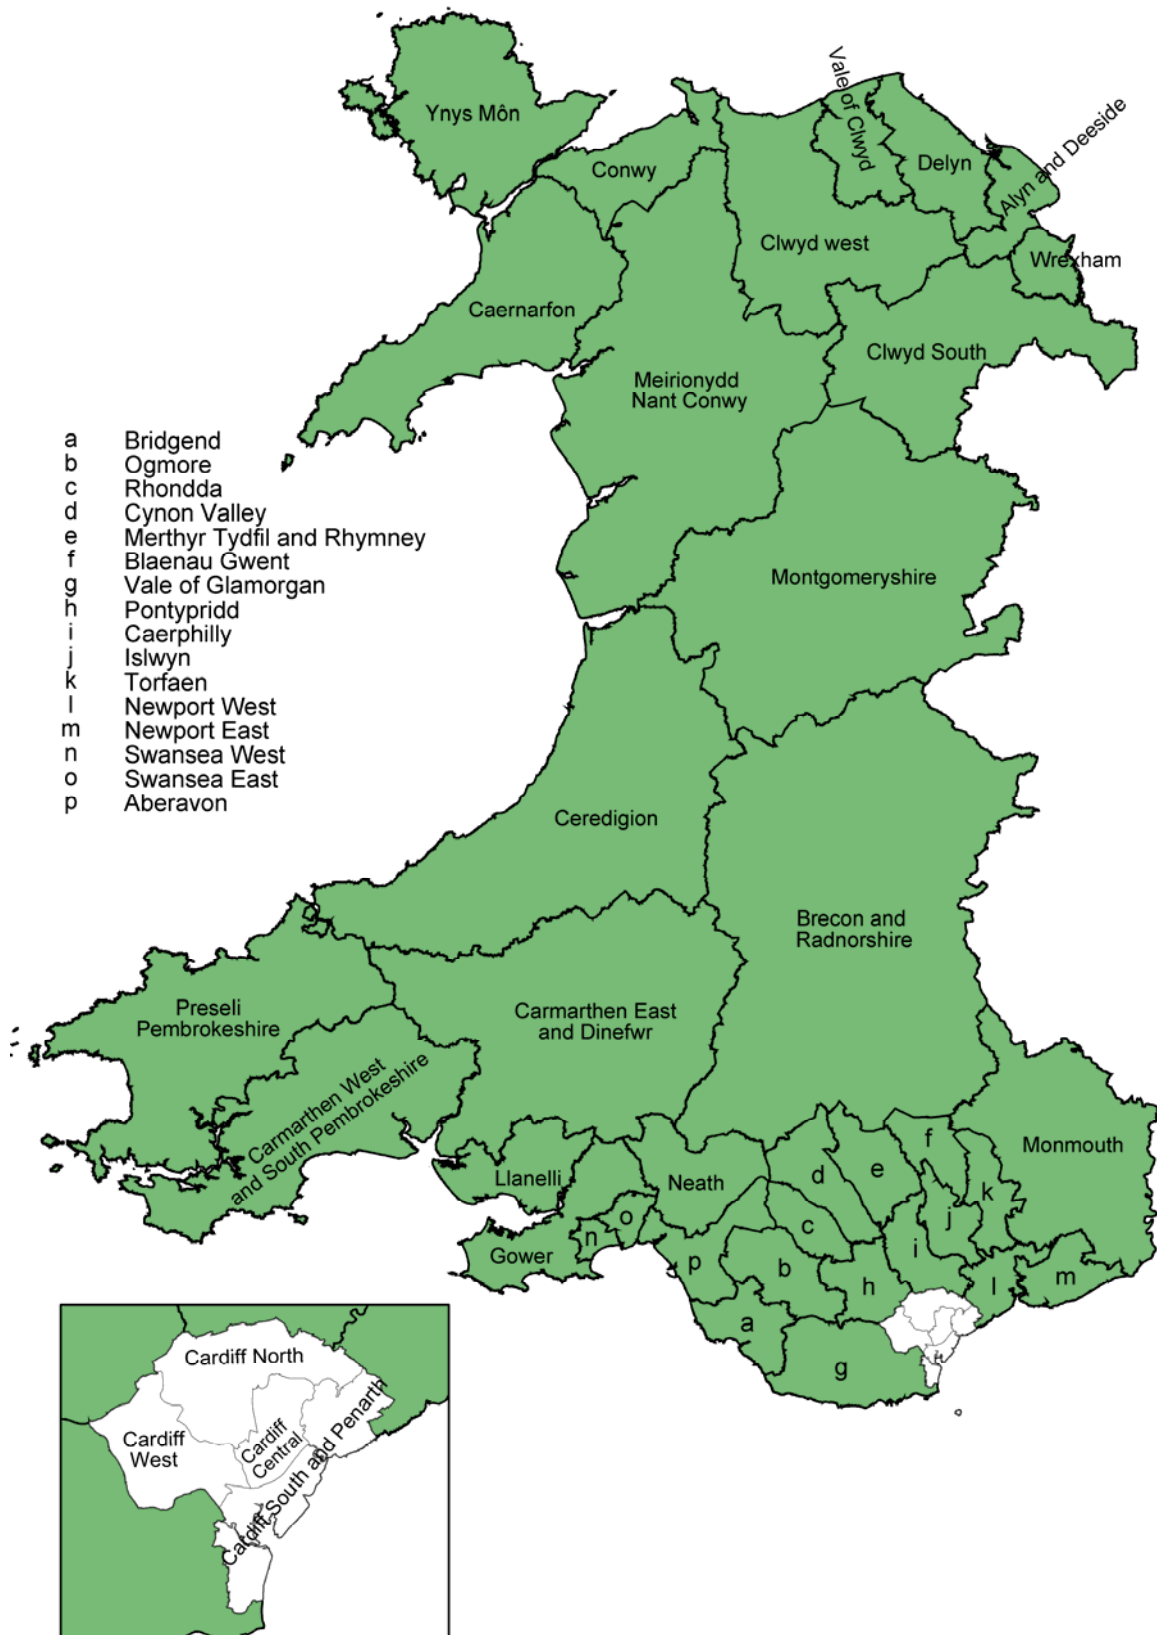 Ynys Môn
Conwy
Vale of Clwyd
Delyn
Alyn and Deeside
Clwyd west
Wrexham
Caernarfon
Clwyd South
Meirionydd
Nant Conwy
a Bridgend
b Ogmore
c Rhondda
d Cynon Valley
e Merthyr Tydfil and Rhymney
f Blaenau Gwent
g Vale of Glamorgan
h Pontypridd
i Caerphilly
j Islwyn
k Torfaen
l Newport West
m Newport East
n Swansea West
o Swansea East
p Aberavon
Montgomeryshire
Ceredigion
Brecon and
Radnorshire
Preseli
Pembrokeshire
Carmarthen East
and Dinefwr
Carmarthen West
and South Pembrokeshire
Monmouth
Llanelli
Neath
Gower
d
e
f
k
j
c
o
n
i
p
b
h
l
m
a
g
Cardiff North
Cardiff
West
Cardiff
Central
Cardiff South and Penarth